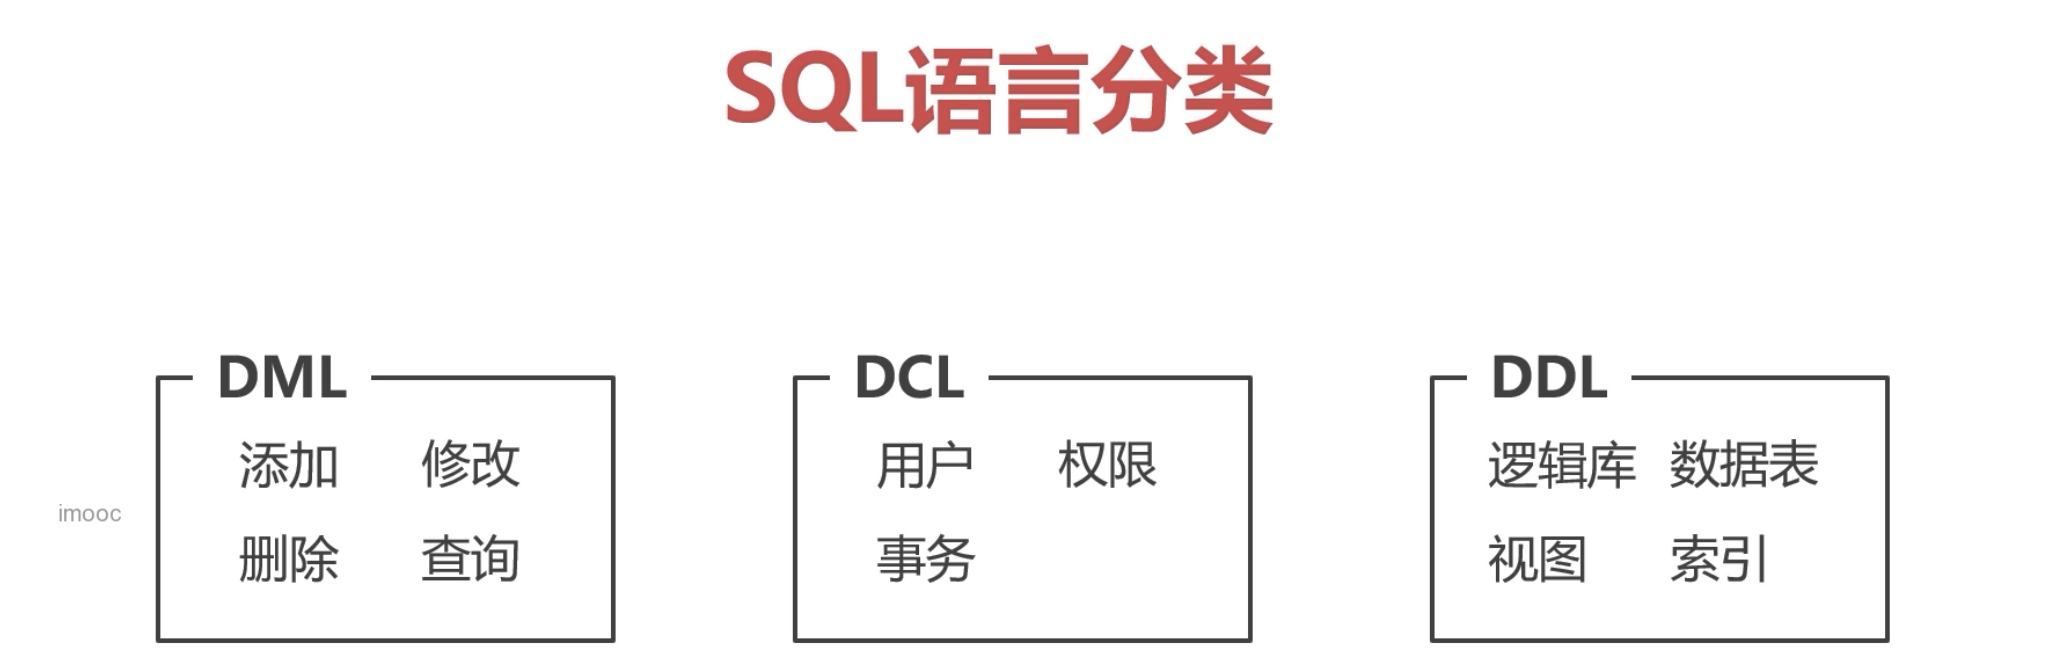 SQL语言分类
DML
添加 修改
删除 查询
DCL
用户 权限
事务
DDL
逻辑库 数据表
视图 索引
imooc